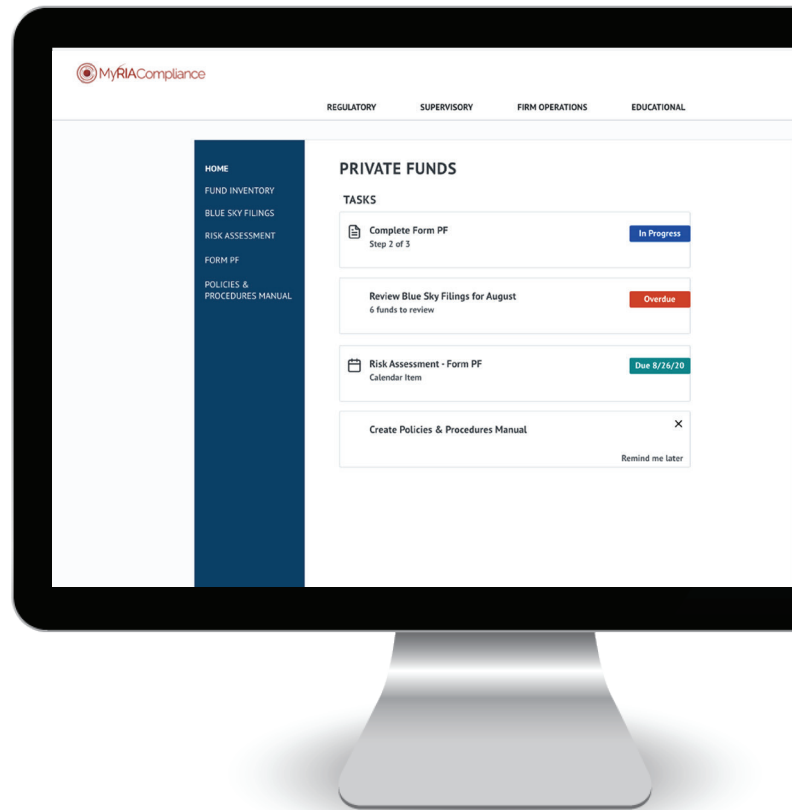 MyRIACompliance
REGULATORY SUPERVISORY FIRM OPERATIONS EDUCATIONAL
HOME
FUND INVENTORY
BLUE SKY FILINGS
RISK ASSESSMENT
FORM PF
POLICIES &
PROCEDURES MANUAL
PRIVATE FUNDS
TASKS
Complete Form PF
Step 2 of 3
In Progress
Review Blue Sky Filings for August
6 funds to review
Overdue
Risk Assessment - Form PF
Calendar Item
Due 8/26/20
Create Policies & Procedures Manual
Remind me later